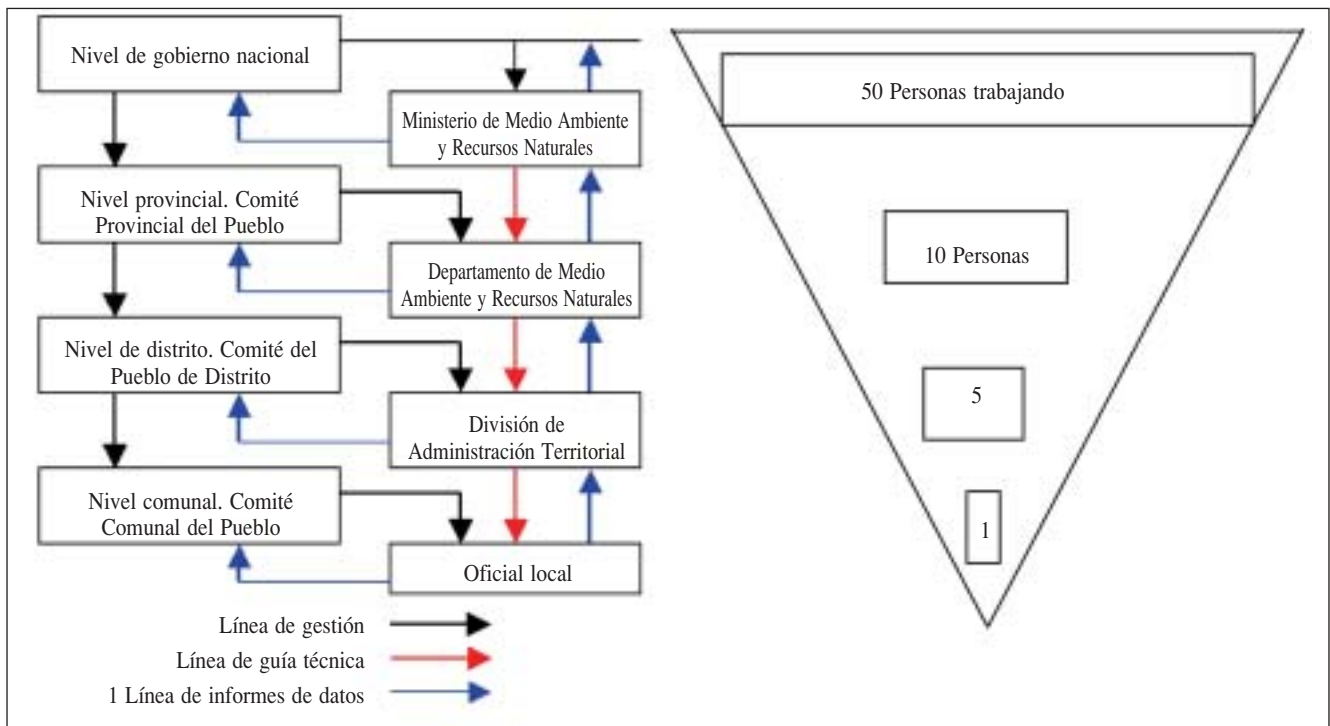 Nivel de gobierno nacional
Ministerio de Medio Ambiente
y Recursos Naturales
Nivel provincial. Comité
Provincial del Pueblo
Departamento de Medio
Ambiente y Recursos Naturales
Nivel de distrito. Comité del
Pueblo de Distrito
División de
Administración Territorial
Nivel comunal. Comité
Comunal del Pueblo
Oficial local
Línea de gestión
Línea de guía técnica
1 Línea de informes de datos
50 Personas trabajando
10 Personas
5
1